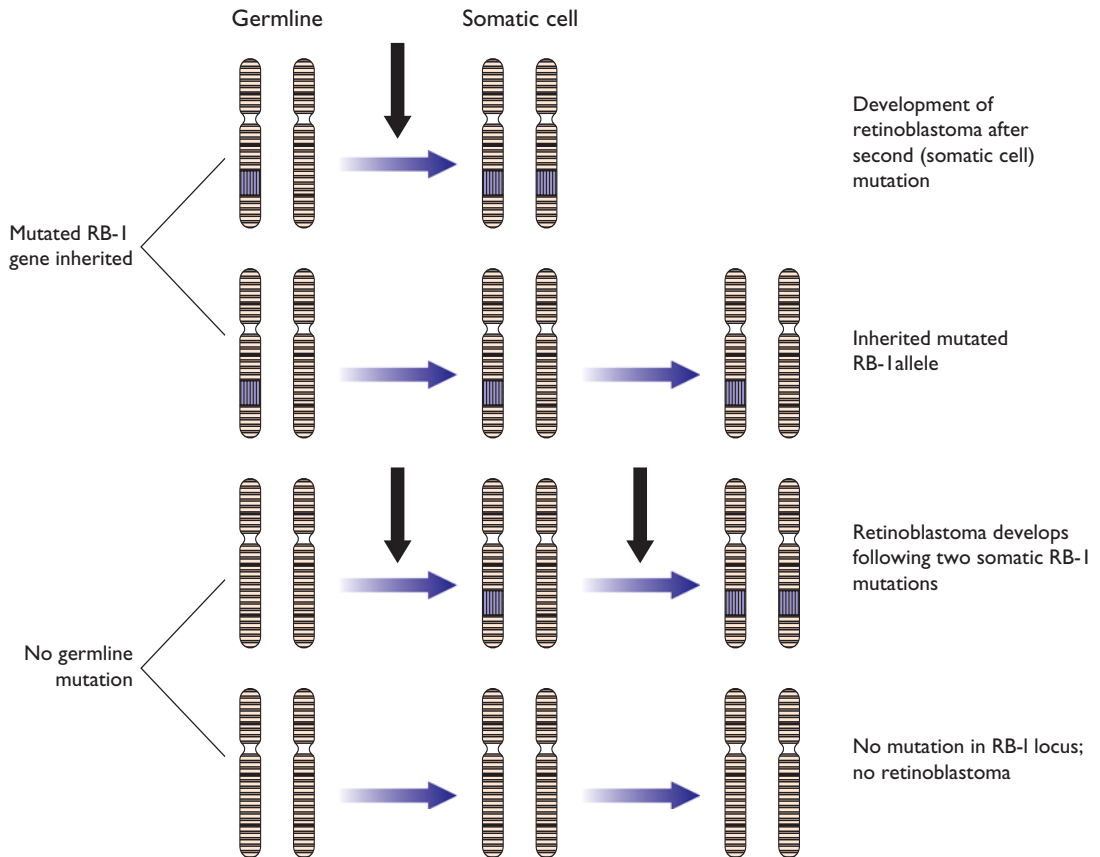 Germline
Somatic cell
Development of
retinoblastoma after
second (somatic cell)
mutation
Mutated RB-1
gene inherited
Inherited mutated
RB-1allele
Retinoblastoma develops
following two somatic RB-1
mutations
No germline
mutation
No mutation in RB-1 locus;
no retinoblastoma